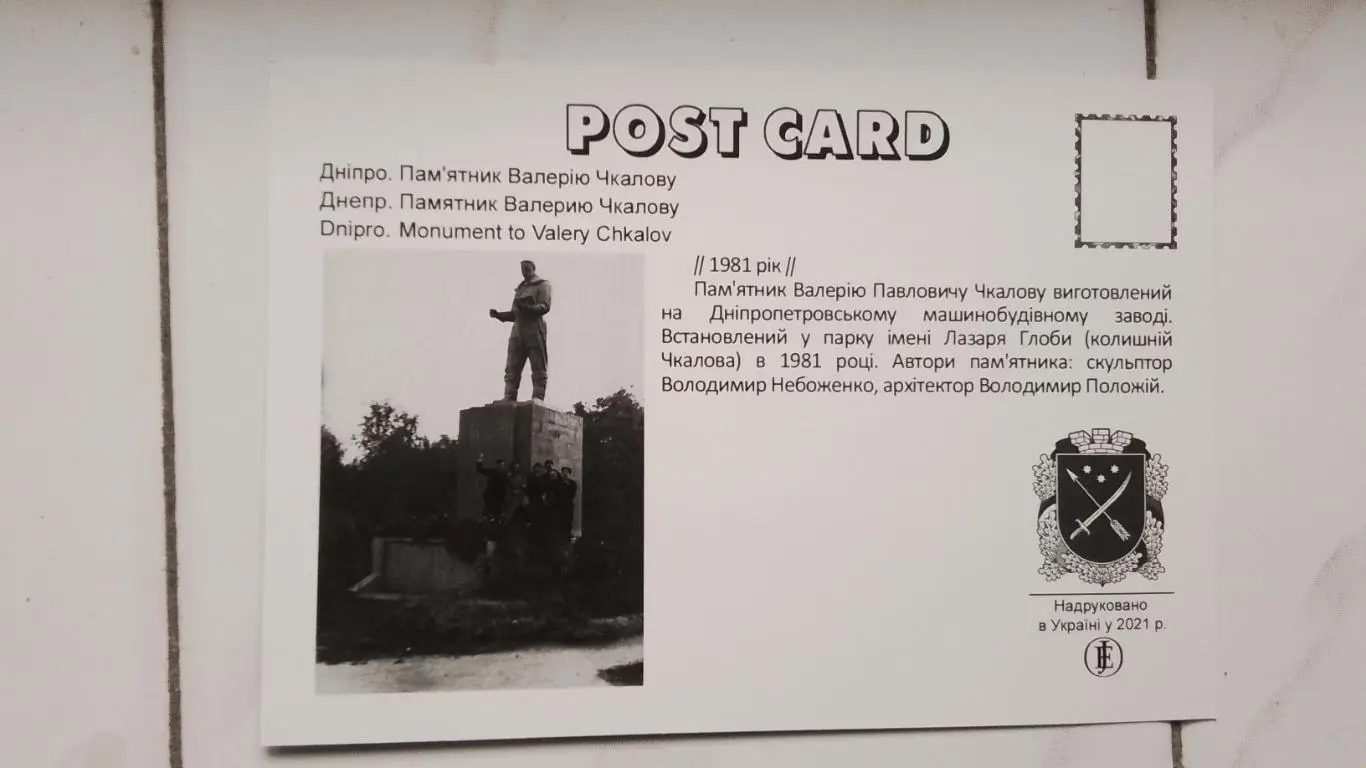 POST CARD
Дніпро. Пам'ятник Валерію Чкалову
Днепр. Памятник Валерию Чкалову
Dnipro. Monument to Valery Chkalov
// 1981 рік //
Пам'ятник Валерію Павловичу Чкалову виготовлений
на Дніпропетровському машинобудівному заводі.
Встановлений у парку імені Лазаря Глоби (колишній
Чкалова) в 1981 році. Автори пам'ятника: скульптор
Володимир Небоженко, архітектор Володимир Положій.
Надруковано
в Україні у 2021 р.